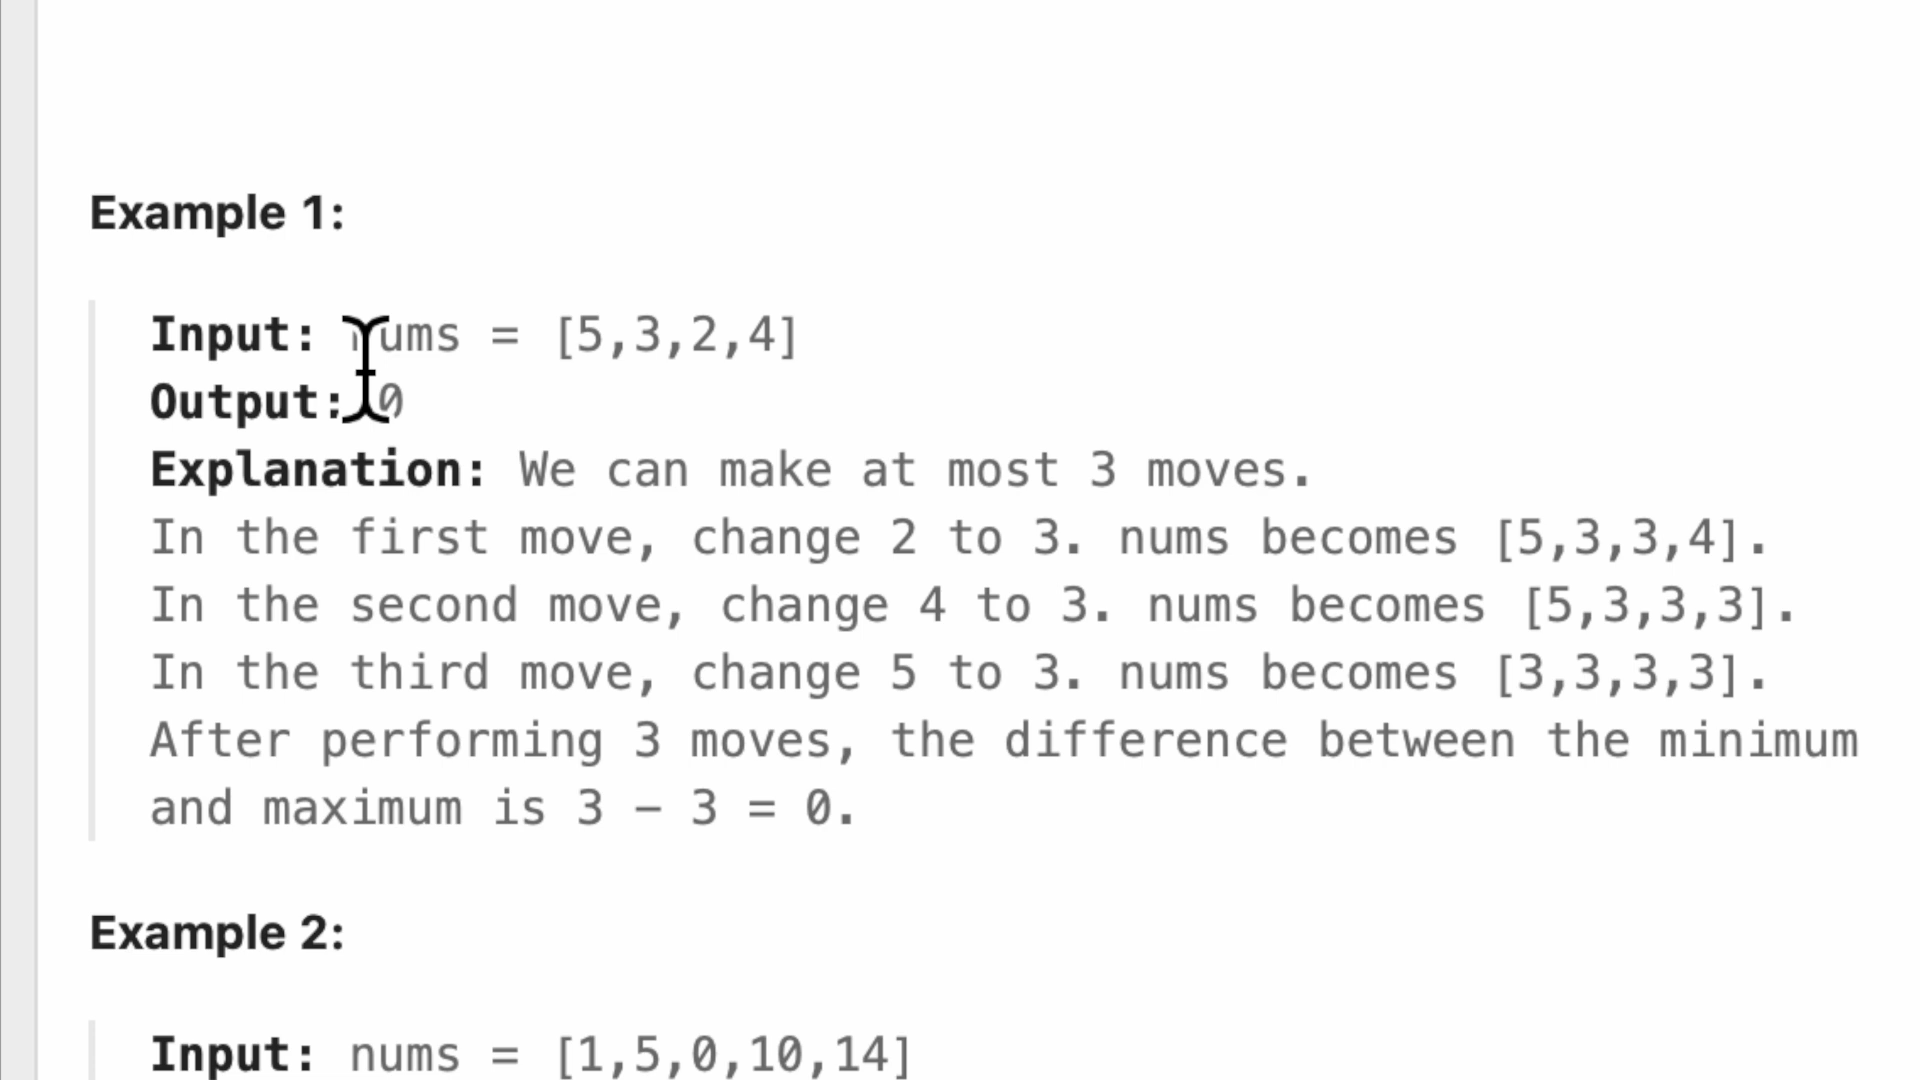 Example 1:
Input: nums = [5,3,2,4]
Output: 0
Explanation: We can make at most 3 moves.
In the first move, change 2 to 3. nums becomes [5,3,3,4].
In the second move, change 4 to 3. nums becomes [5,3,3,3].
In the third move, change 5 to 3. nums becomes [3,3,3,3].
After performing 3 moves, the difference between the minimum
and maximum is 3 − 3 = 0.
Example 2:
Input: nums = [1,5,0,10,14]